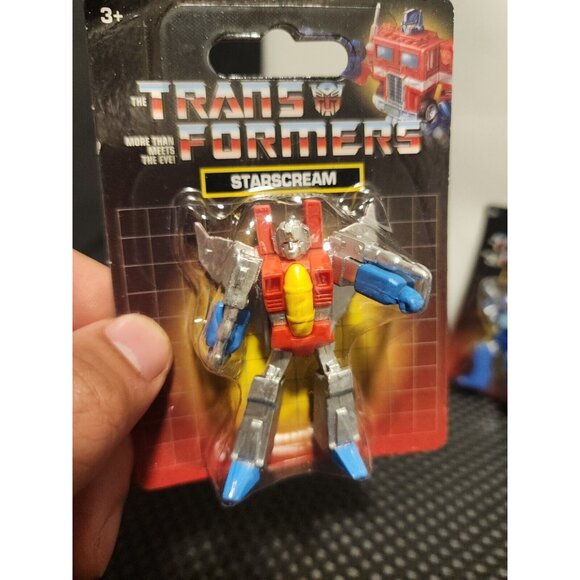 3+
THE TRANS
FORMERS
MORE THAN
MEETS
THE EYE!
STARSCREAM